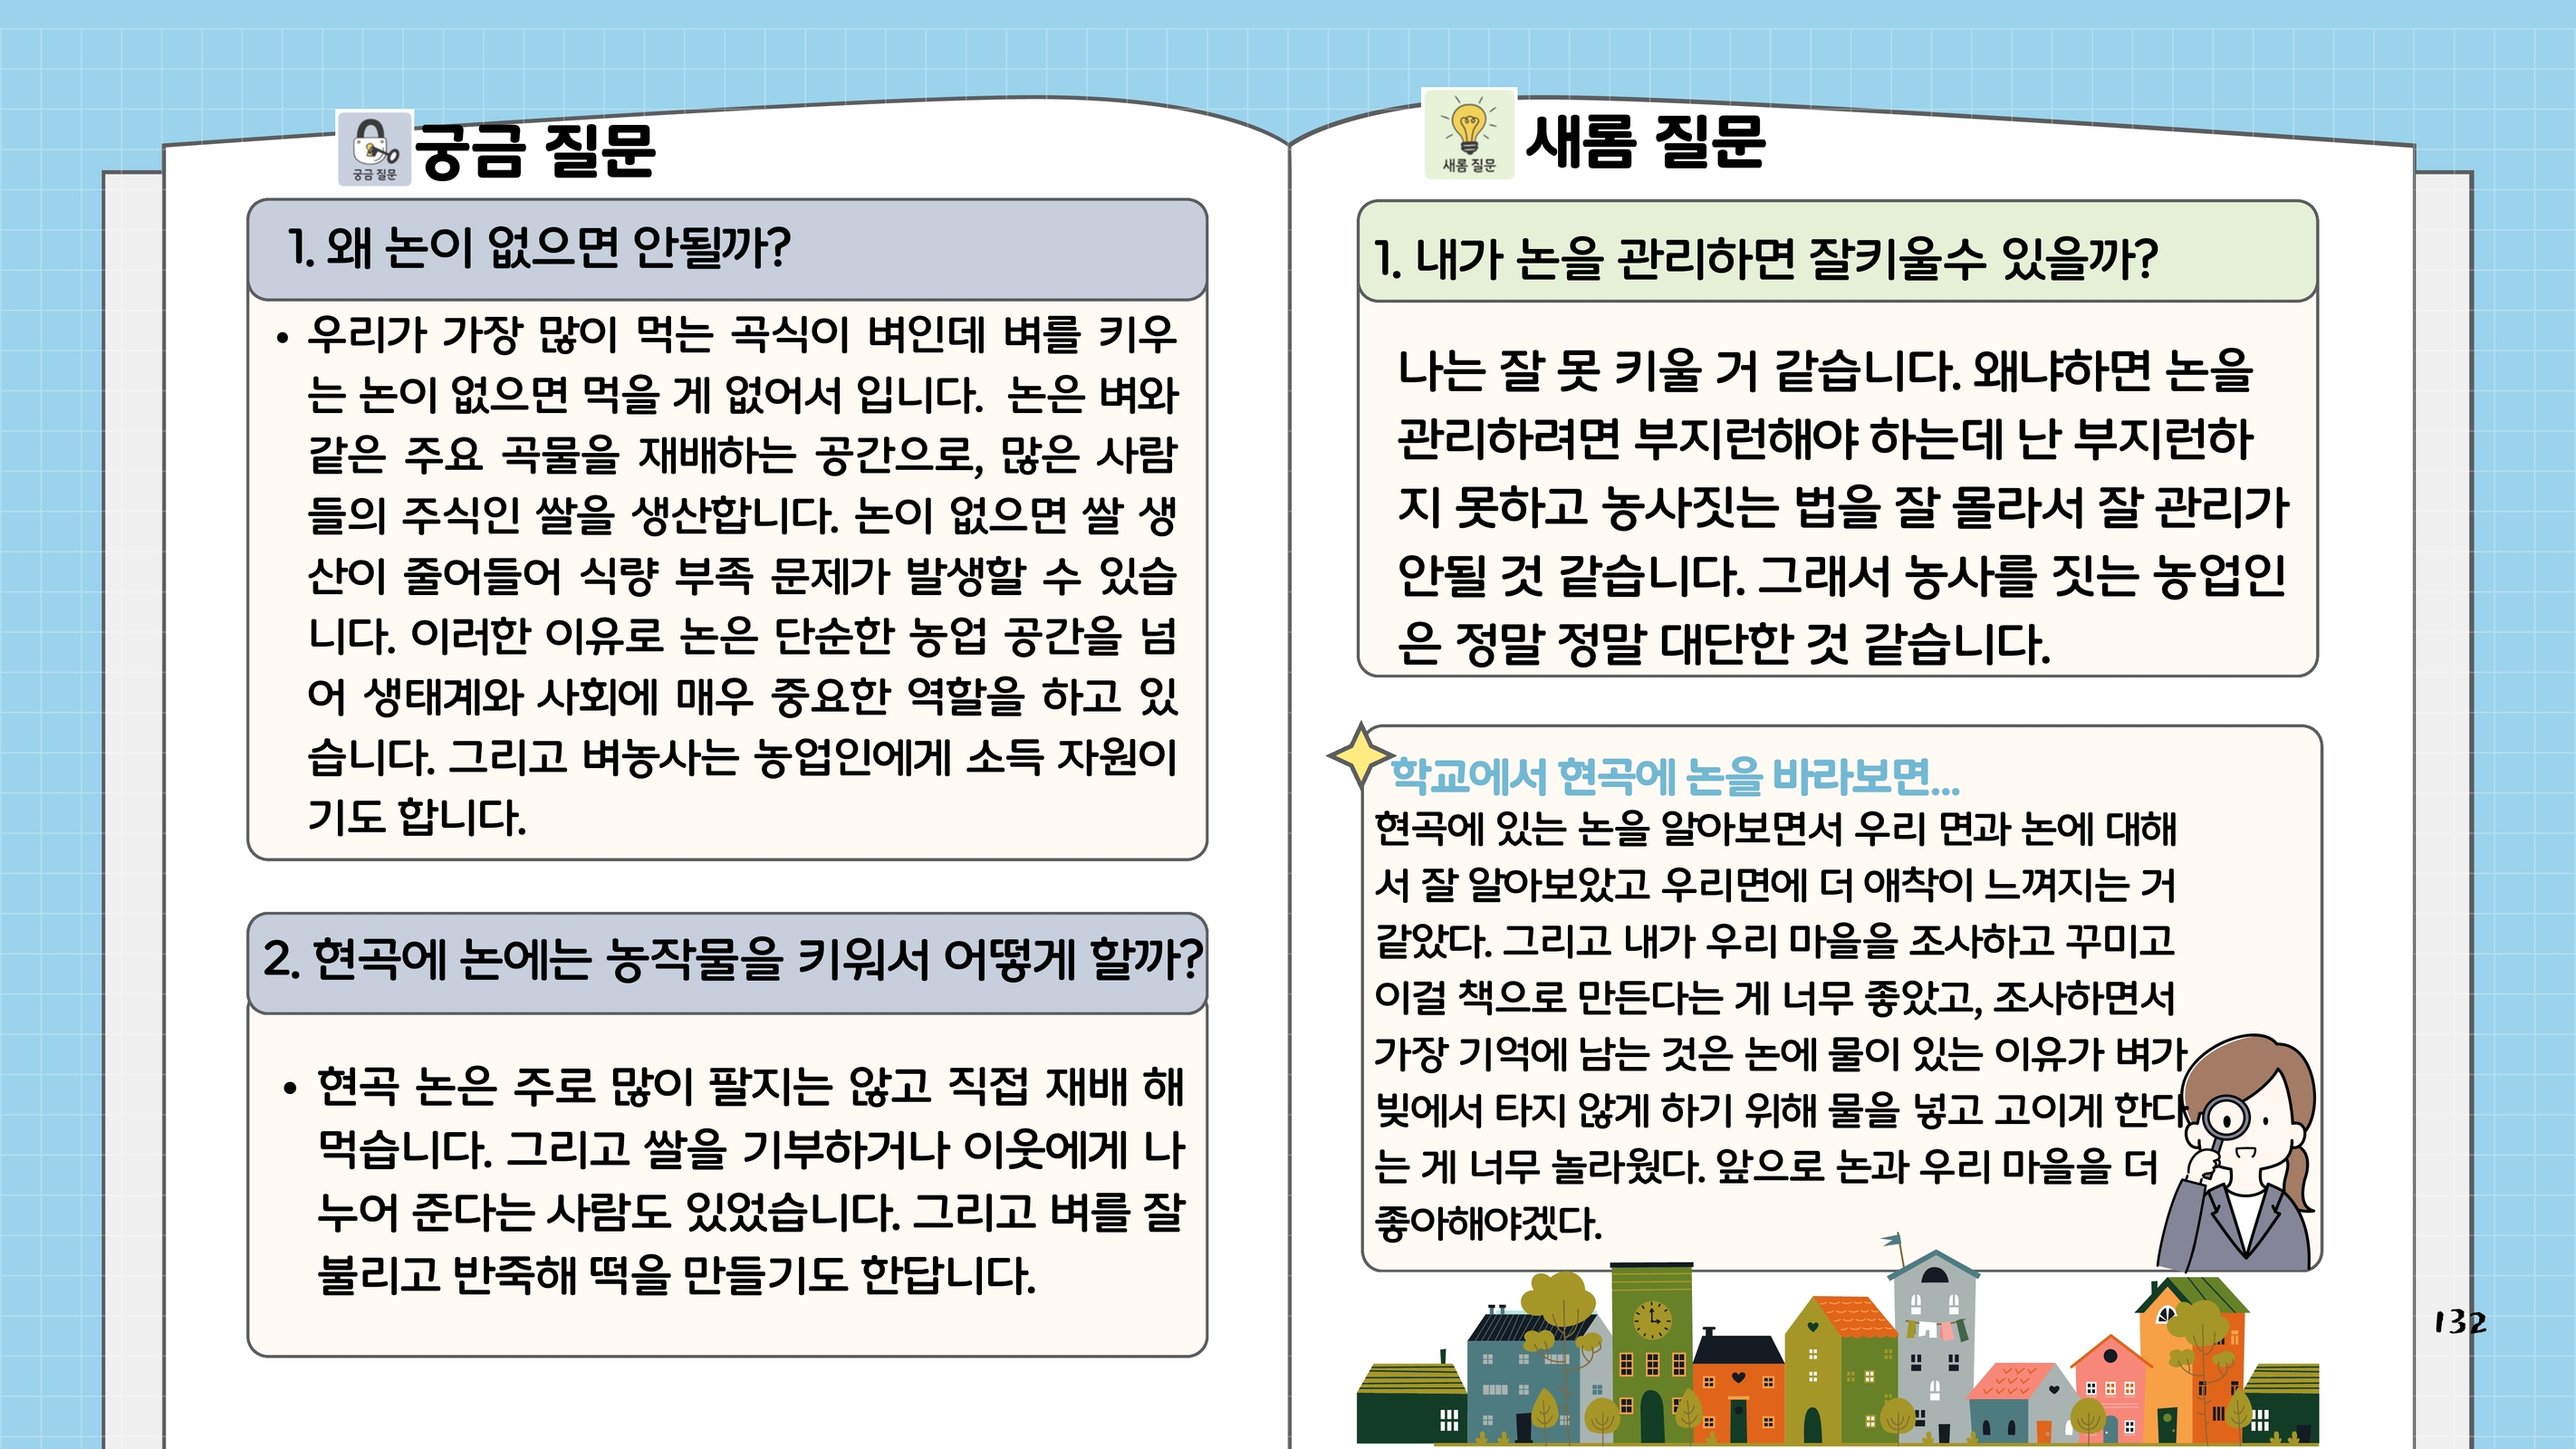 궁금 질문
궁금 질문
1. 왜 논이 없으면 안될까?
• 우리가 가장 많이 먹는 곡식이 벼인데 벼를 키우
는 논이 없으면 먹을 게 없어서 입니다. 논은 벼와
같은 주요 곡물을 재배하는 공간으로, 많은 사람
들의 주식인 쌀을 생산합니다. 논이 없으면 쌀 생
산이 줄어들어 식량 부족 문제가 발생할 수 있습
니다. 이러한 이유로 논은 단순한 농업 공간을 넘
어 생태계와 사회에 매우 중요한 역할을 하고 있
습니다. 그리고 벼농사는 농업인에게 소득 자원이
기도 합니다.
2. 현곡에 논에는 농작물을 키워서 어떻게 할까?
• 현곡 논은 주로 많이 팔지는 않고 직접 재배 해
먹습니다. 그리고 쌀을 기부하거나 이웃에게 나
누어 준다는 사람도 있었습니다. 그리고 벼를 잘
불리고 반죽해 떡을 만들기도 한답니다.
새롬 질문
새롬 질문
1. 내가 논을 관리하면 잘키울수 있을까?
나는 잘 못 키울 거 같습니다. 왜냐하면 논을
관리하려면 부지런해야 하는데 난 부지런하
지 못하고 농사짓는 법을 잘 몰라서 잘 관리가
안될 것 같습니다. 그래서 농사를 짓는 농업인
은 정말 정말 대단한 것 같습니다.
학교에서 현곡에 논을 바라보면...
현곡에 있는 논을 알아보면서 우리 면과 논에 대해
서 잘 알아보았고 우리면에 더 애착이 느껴지는 거
같았다. 그리고 내가 우리 마을을 조사하고 꾸미고
이걸 책으로 만든다는 게 너무 좋았고, 조사하면서
가장 기억에 남는 것은 논에 물이 있는 이유가 벼가
빛에서 타지 않게 하기 위해 물을 넣고 고이게 한다
는 게 너무 놀라웠다. 앞으로 논과 우리 마을을 더
좋아해야겠다.
132